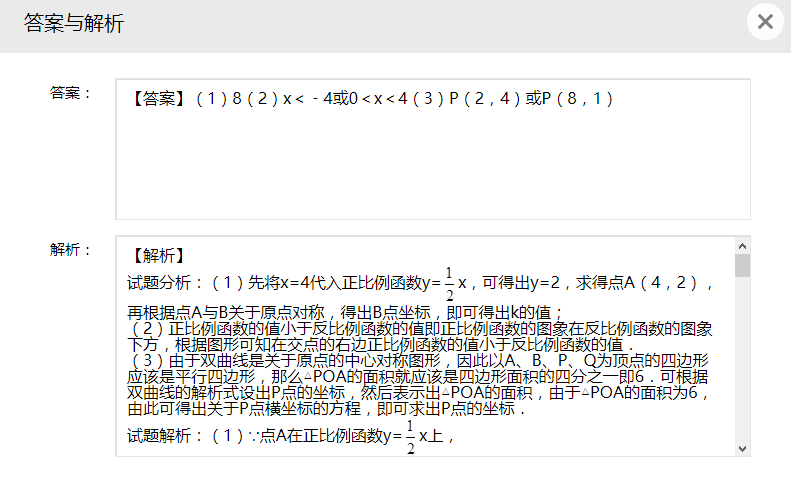 答案与解析
答案：
【答案】（1）8（2）x＜﹣4或0＜x＜4（3）P（2，4）或P（8，1）
解析：
【解析】
试题分析：（1）先将x=4代入正比例函数y=1/2x，可得出y=2，求得点A（4，2），
再根据点A与B关于原点对称，得出B点坐标，即可得出k的值；
（2）正比例函数的值小于反比例函数的值即正比例函数的图象在反比例函数的图象
下方，根据图形可知在交点的右边正比例函数的值小于反比例函数的值．
（3）由于双曲线是关于原点的中心对称图形，因此以A、B、P、Q为顶点的四边形
应该是平行四边形，那么△POA的面积就应该是四边形面积的四分之一即6．可根据
双曲线的解析式设出P点的坐标，然后表示出△POA的面积，由于△POA的面积为6，
由此可得出关于P点横坐标的方程，即可求出P点的坐标．
试题解析：（1）∵点A在正比例函数y=1/2x上，